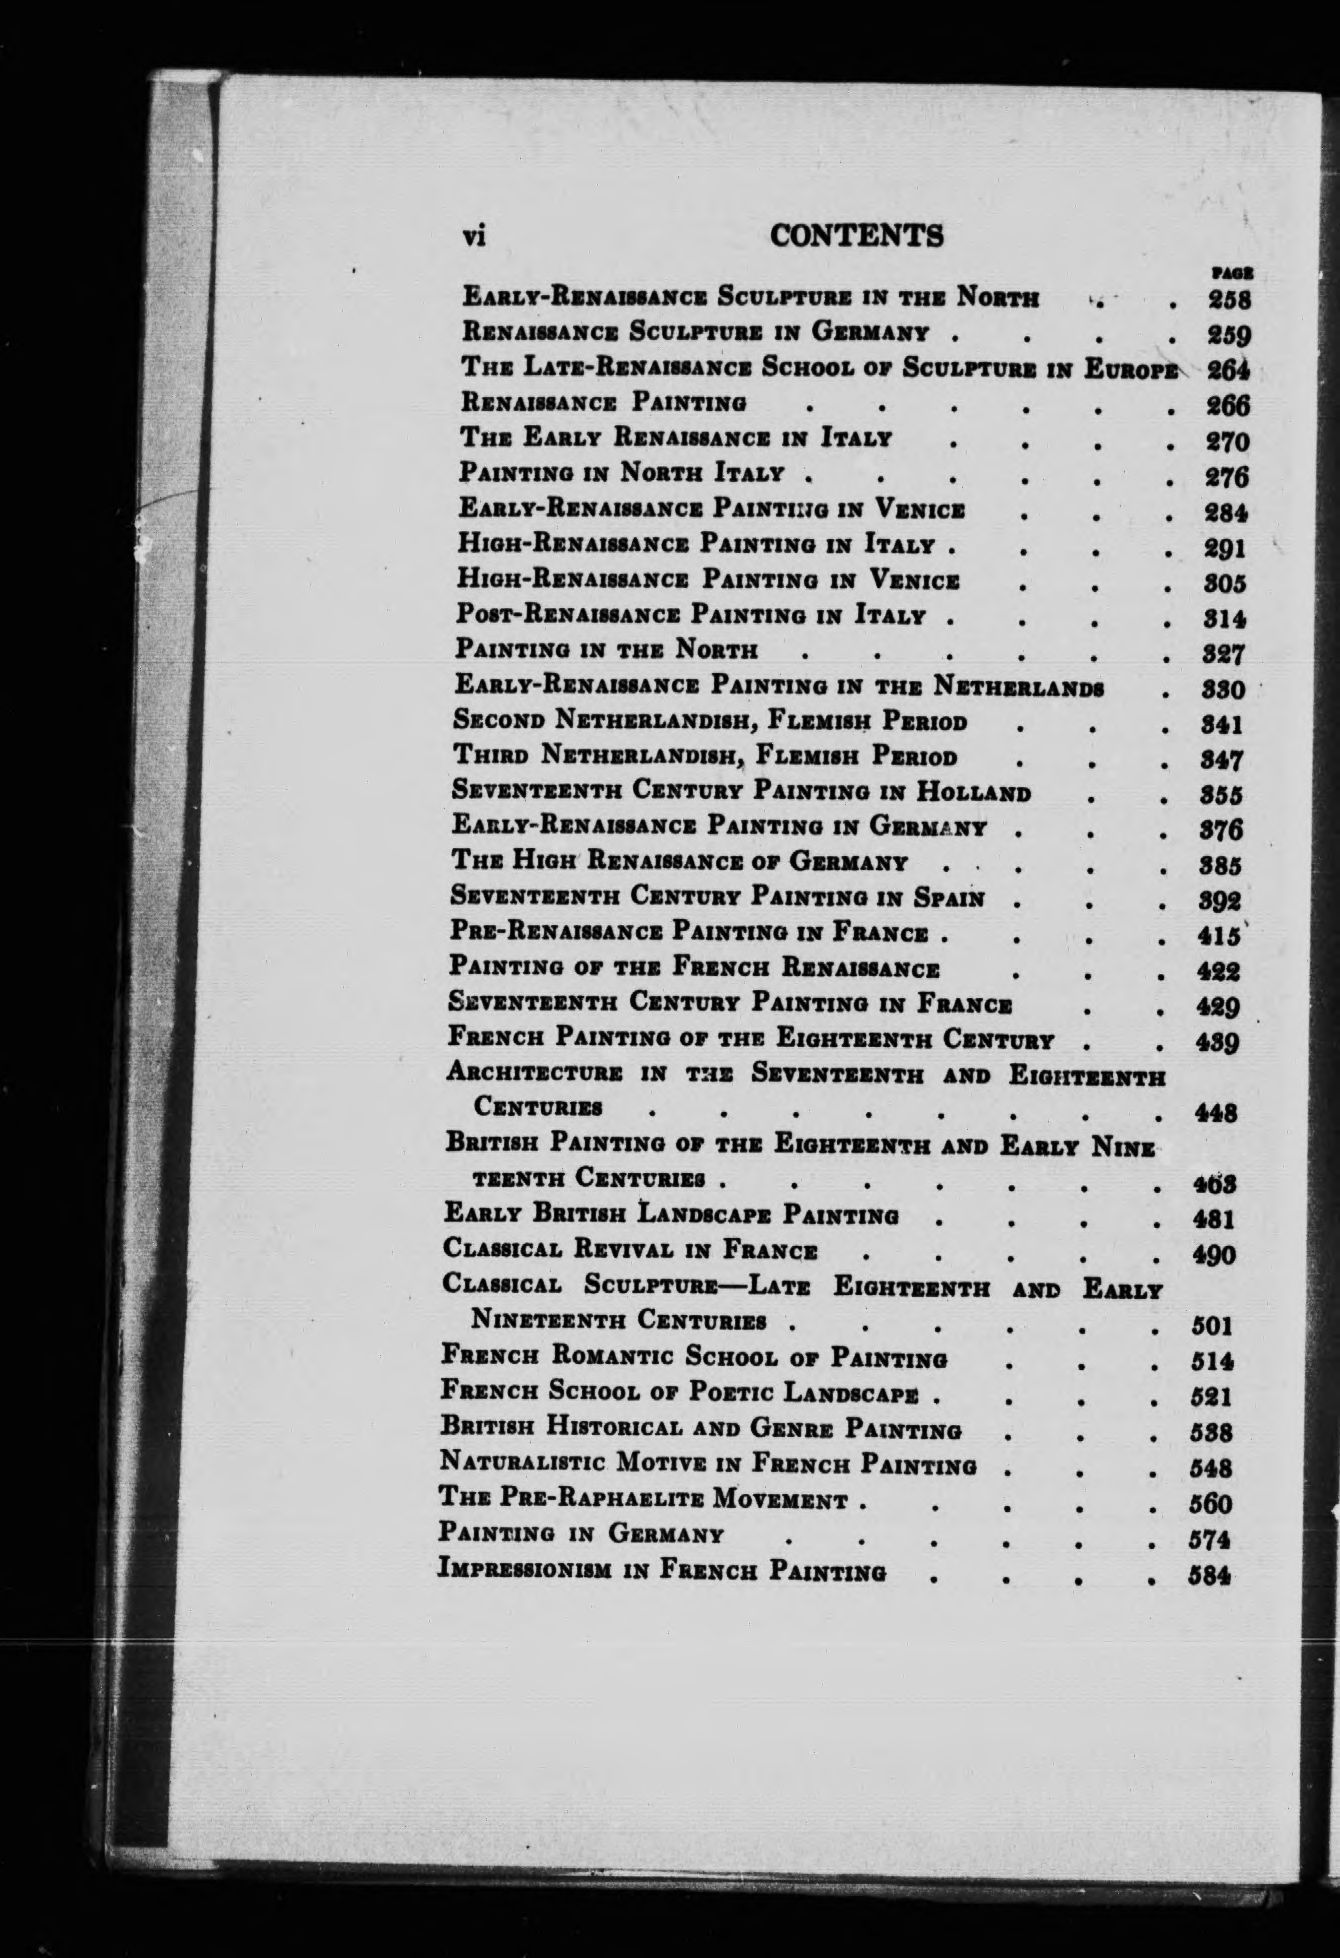 vi CONTENTS
PAGE
Early-Renaissance Sculpture in the North . . 258
Renaissance Sculpture in Germany . . . . 259
The Late-Renaissance School of Sculpture in Europe 264
Renaissance Painting . . . . . . 266
The Early Renaissance in Italy . . . . 270
Painting in North Italy . . . . . . 276
Early-Renaissance Painting in Venice . . . 284
High-Renaissance Painting in Italy . . . . 291
High-Renaissance Painting in Venice . . . 305
Post-Renaissance Painting in Italy . . . . 314
Painting in the North . . . . . . 327
Early-Renaissance Painting in the Netherlands . 330
Second Netherlandish, Flemish Period . . . 341
Third Netherlandish, Flemish Period . . . 347
Seventeenth Century Painting in Holland . . 355
Early-Renaissance Painting in Germany . . . 376
The High Renaissance of Germany . . . . 385
Seventeenth Century Painting in Spain . . . 392
Pre-Renaissance Painting in France . . . . 415
Painting of the French Renaissance . . . 422
Seventeenth Century Painting in France . . 429
French Painting of the Eighteenth Century . . 439
Architecture in the Seventeenth and Eighteenth
Centuries . . . . . . . . 448
British Painting of the Eighteenth and Early Nine
teenth Centuries . . . . . . . 463
Early British Landscape Painting . . . . 481
Classical Revival in France . . . . . 490
Classical Sculpture—Late Eighteenth and Early
Nineteenth Centuries . . . . . . 501
French Romantic School of Painting . . . 514
French School of Poetic Landscape . . . . 521
British Historical and Genre Painting . . . 538
Naturalistic Motive in French Painting . . . 548
The Pre-Raphaelite Movement . . . . . 560
Painting in Germany . . . . . . 574
Impressionism in French Painting . . . . 584